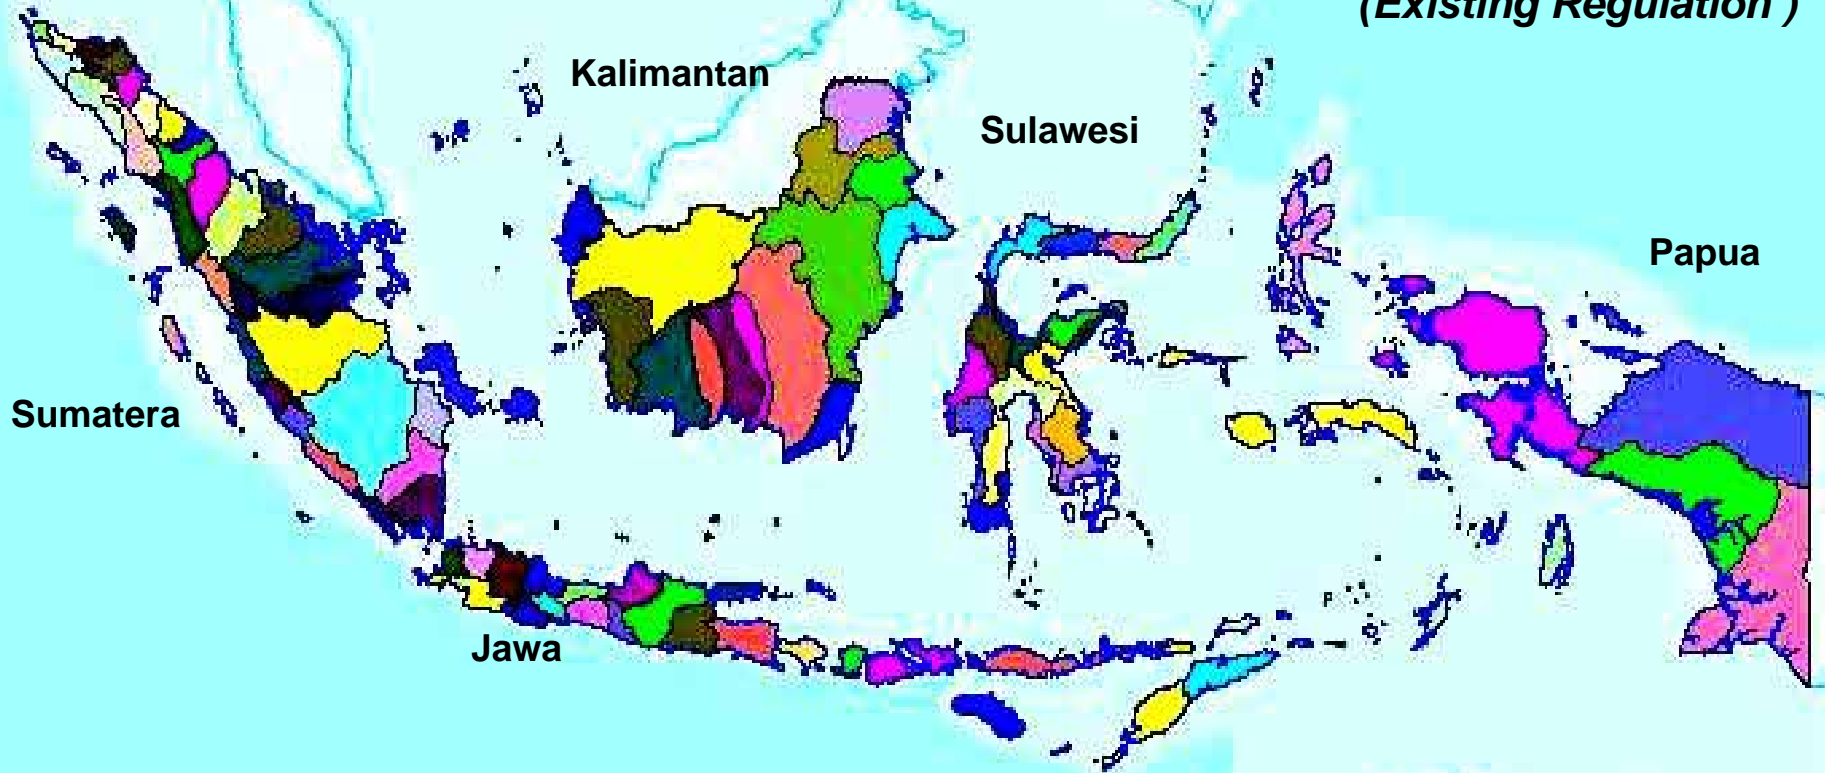 (Existing Regulation )
Kalimantan
Sulawesi
Papua
Sumatera
Jawa